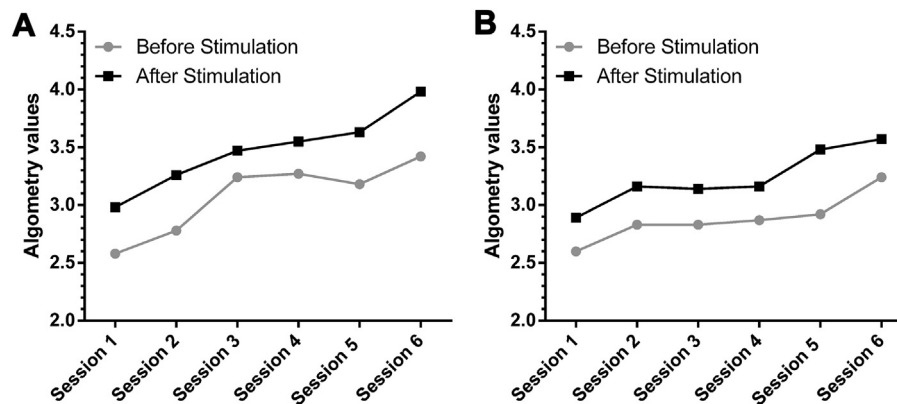 A
Before Stimulation
After Stimulation
Algometry values
4.5
4.0
3.5
3.0
2.5
2.0
Session 1
Session 2
Session 3
Session 4
Session 5
Session 6
B
Before Stimulation
After Stimulation
Algometry values
4.5
4.0
3.5
3.0
2.5
2.0
Session 1
Session 2
Session 3
Session 4
Session 5
Session 6